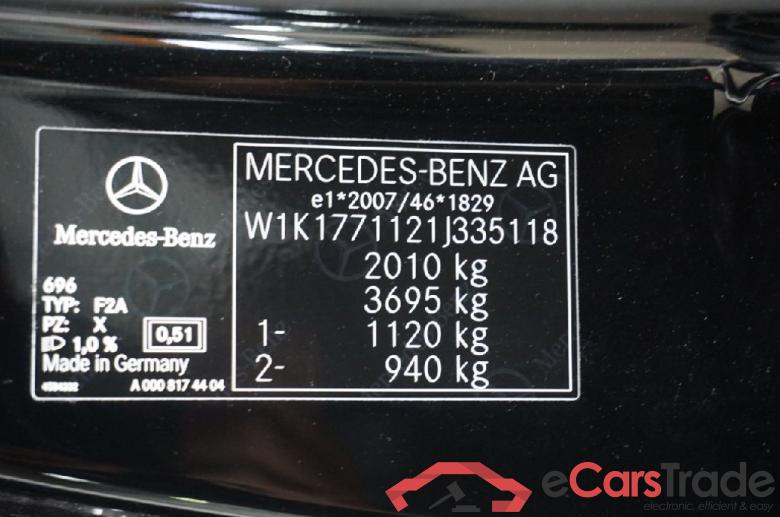 Mercedes-Benz
696
TYP: F2A
PZ: X
1,0 %
0,51
Made in Germany
A 000 817 44 04
MERCEDES-BENZ AG
e1*2007/46*1829
W1K1771121J335118
2010 kg
3695 kg
1- 1120 kg
2- 940 kg
eCarsTrade
electronic, efficient & easy